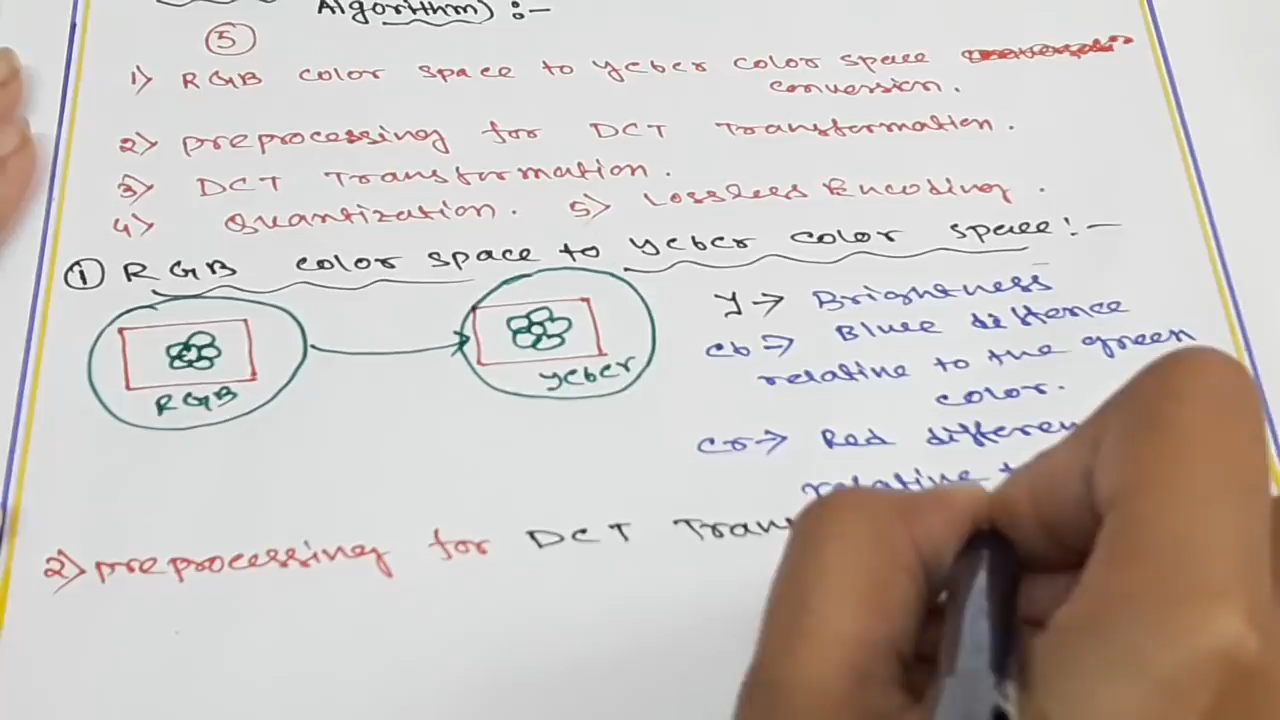 Algorithm) :-
5
1) RGB color space to ycbcr color space
conversion.
2) preprocessing for DCT Transformation.
3) DCT Transformation.
4) Quantization. 5) Lossless Encoding.
① RGB color space to ycbcr color space:-
y → Brightness
cb → Blue diffence
relative to the green
color.
cr → Red differen
relative t
RGB
ycbcr
2) preprocessing for DCT Tran